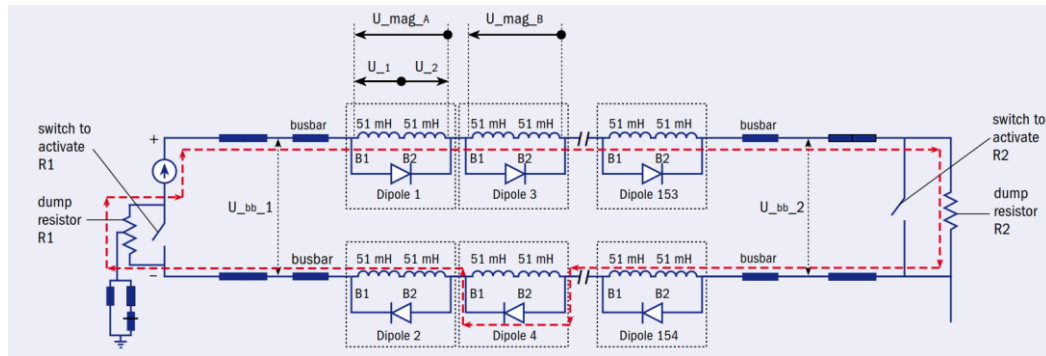 U_mag_A
U_mag_B
U_1
U_2
51 mH 51 mH
51 mH 51 mH
51 mH 51 mH
busbar
busbar
switch to
activate
R1
switch to
activate
R2
+
B1
B2
B1
B2
B1
B2
Dipole 1
Dipole 3
Dipole 153
dump
resistor
R1
U_bb_1
U_bb_2
dump
resistor
R2
−
busbar
51 mH 51 mH
51 mH 51 mH
51 mH 51 mH
busbar
B1
B2
B1
B2
B1
B2
Dipole 2
Dipole 4
Dipole 154